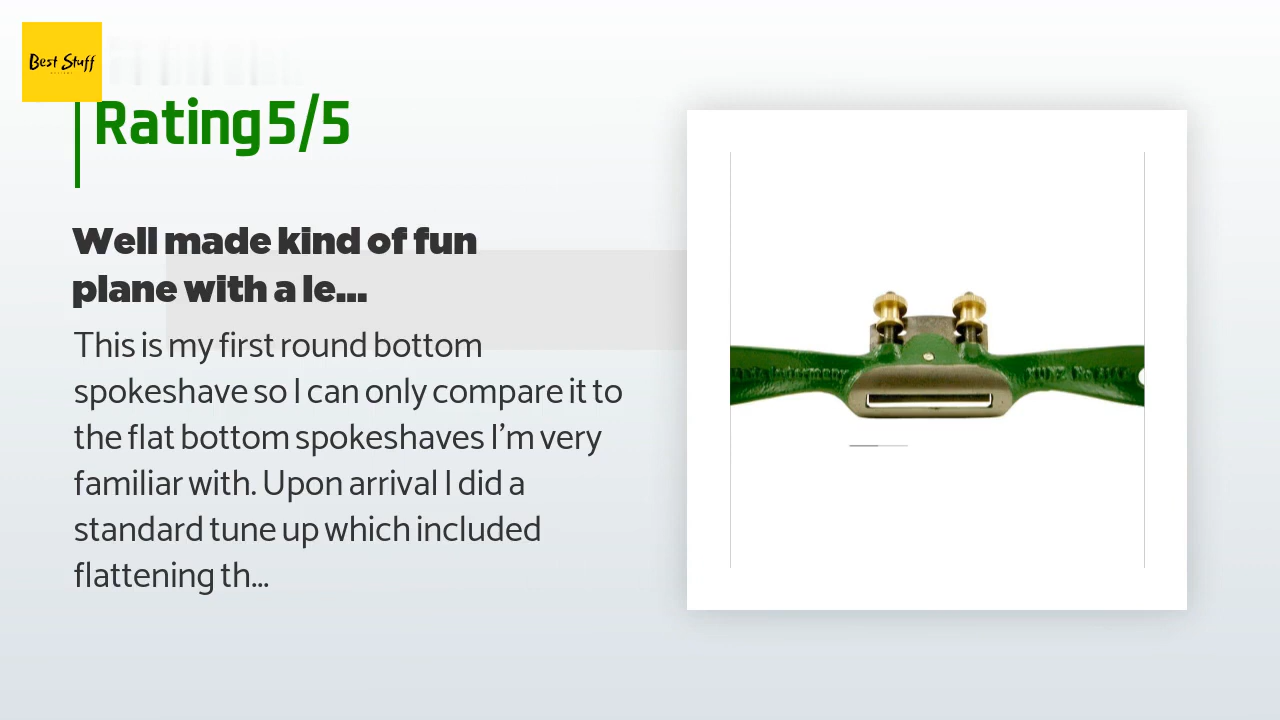 Best Stuff
Rating 5/5
Well made kind of fun
plane with a le...
This is my first round bottom
spokeshave so I can only compare it to
the flat bottom spokeshaves I'm very
familiar with. Upon arrival I did a
standard tune up which included
flattening th...